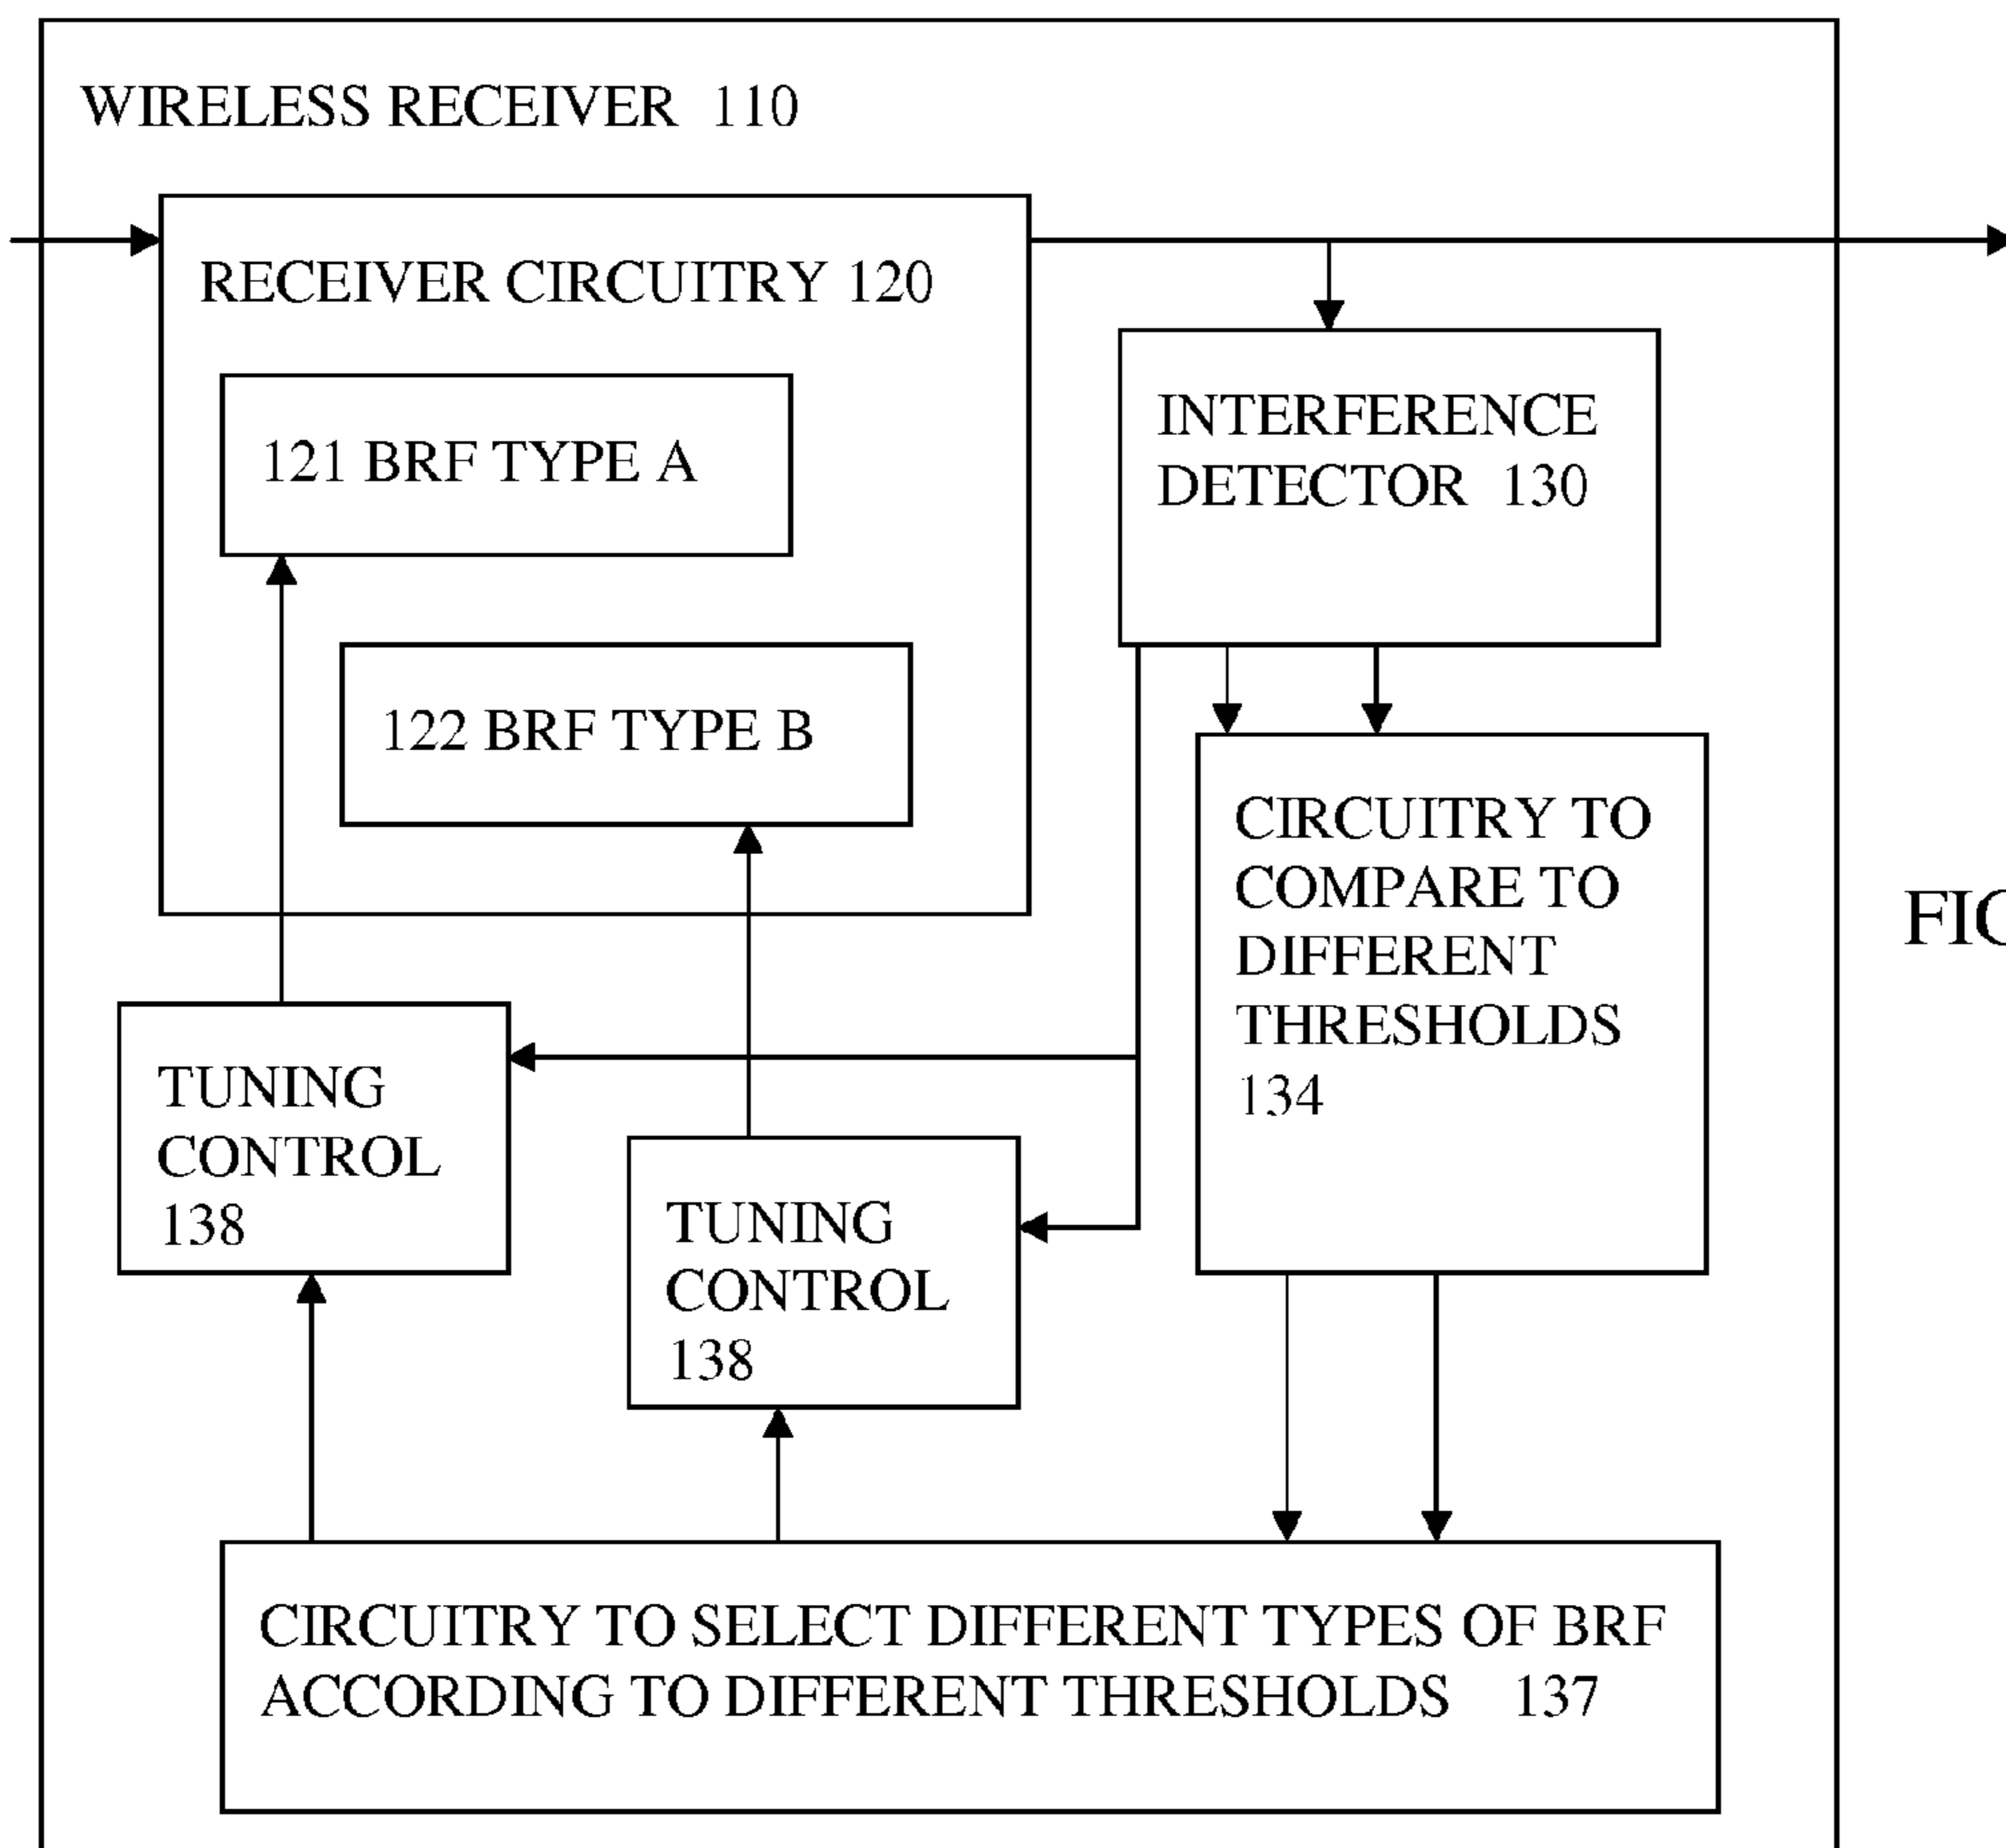 WIRELESS RECEIVER 110
RECEIVER CIRCUITRY 120
121 BRF TYPE A
122 BRF TYPE B
INTERFERENCE
DETECTOR 130
CIRCUITRY TO
COMPARE TO
DIFFERENT
THRESHOLDS
134
TUNING
CONTROL
138
TUNING
CONTROL
138
CIRCUITRY TO SELECT DIFFERENT TYPES OF BRF
ACCORDING TO DIFFERENT THRESHOLDS 137